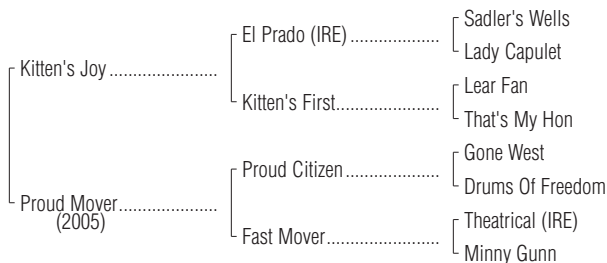 Sadler's Wells
El Prado (IRE) ....................
Lady Capulet
Kitten's Joy ........................
Lear Fan
Kitten's First.......................
That's My Hon
Gone West
Proud Citizen .....................
Drums Of Freedom
Proud Mover......................
(2005)
Theatrical (IRE)
Fast Mover.........................
Minny Gunn